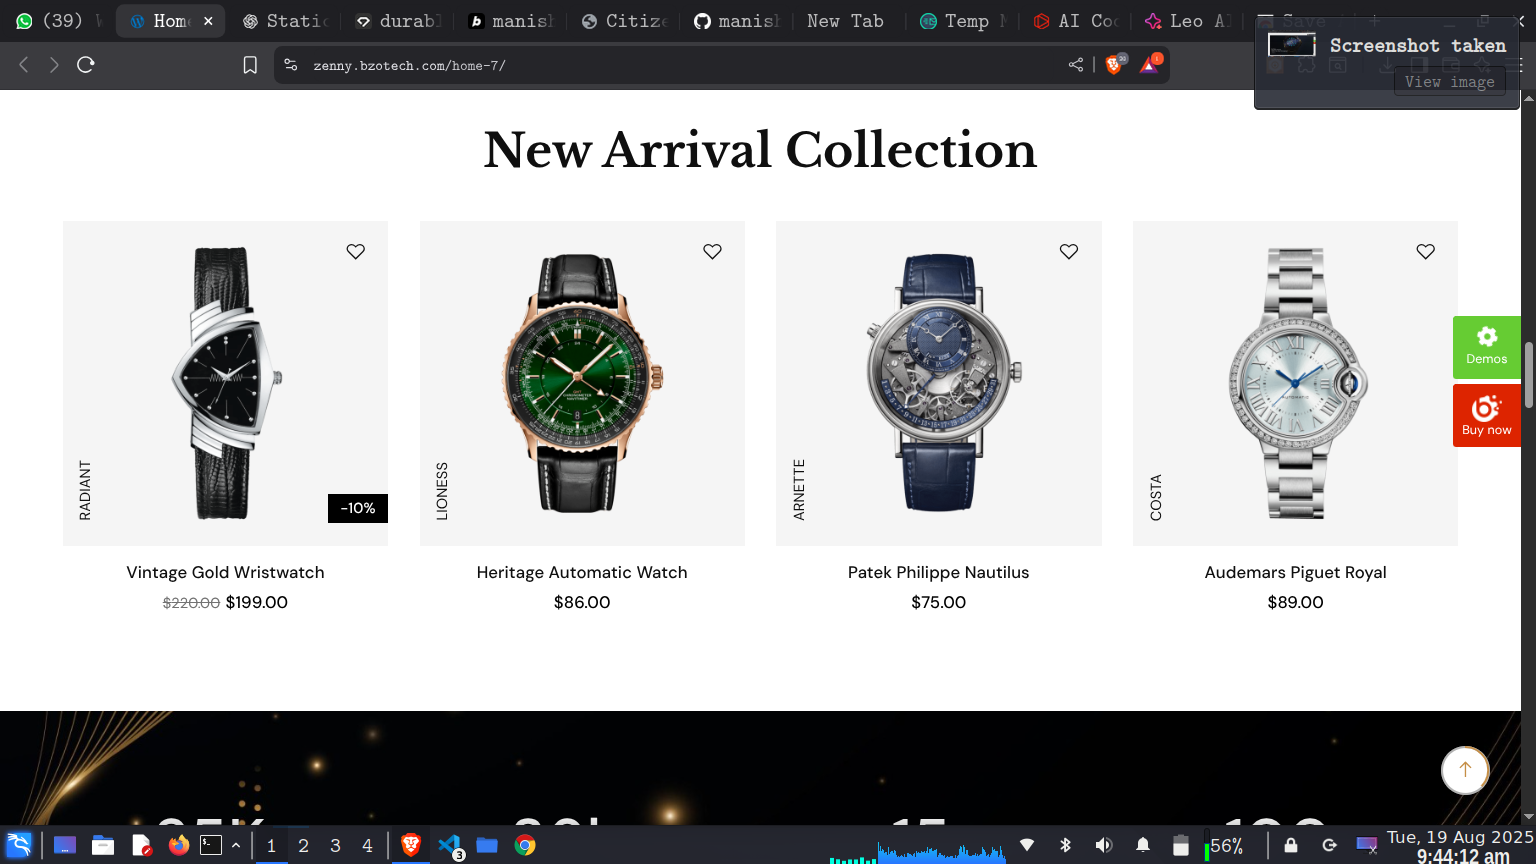 (39)
Home
Static
durabl
manish
Citize
manish
New Tab
Temp M
AI Coo
Leo A
Save
zenny.bzotech.com/home-7/
Screenshot taken
View image
New Arrival Collection
RADIANT
-10%
LIONESS
ARNETTE
COSTA
Demos
Buy now
Vintage Gold Wristwatch
Heritage Automatic Watch
Patek Philippe Nautilus
Audemars Piguet Royal
$220.00 $199.00
$86.00
$75.00
$89.00
1 2 3 4
3
56%
Tue, 19 Aug 2025
9:44:12 am